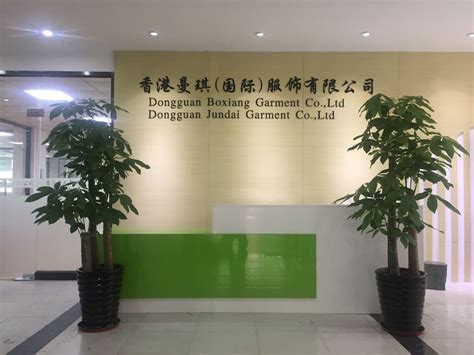 香港曼琪(国际)服饰有限公司
Dongguan Boxiang Garment Co.,Ltd
Dongguan Jundai Garment Co.,Ltd